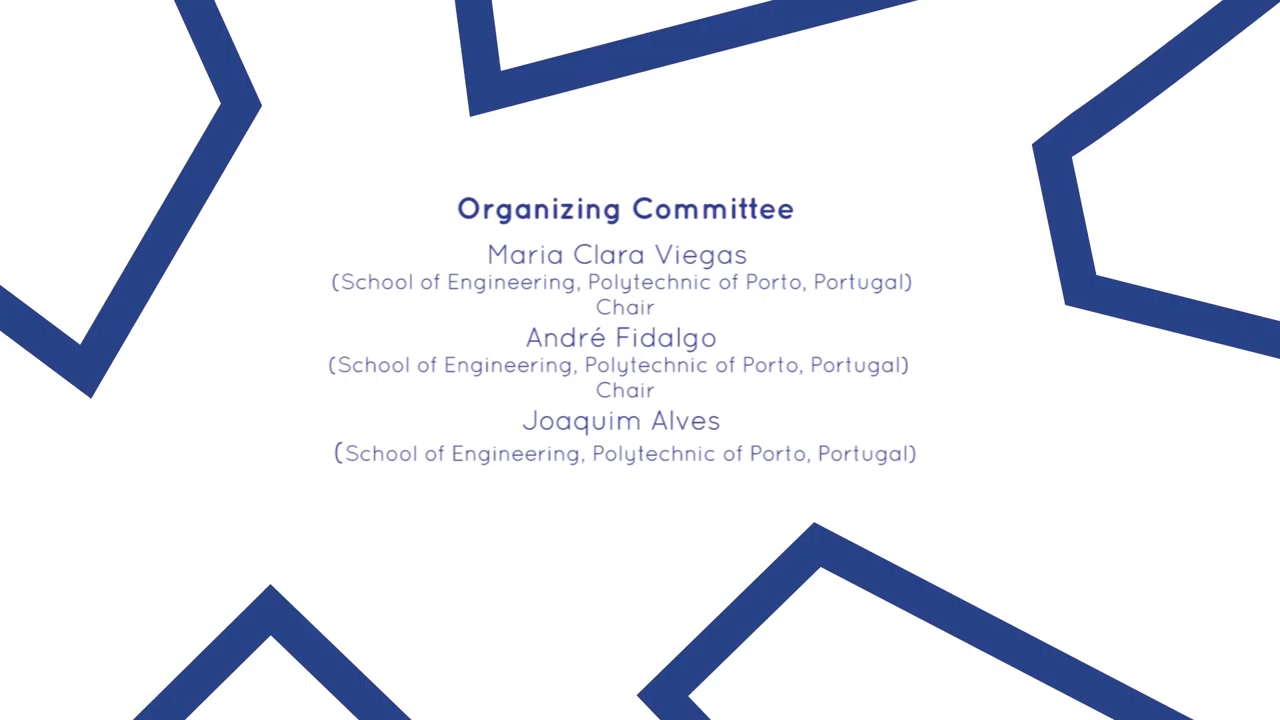 Organizing Committee
Maria Clara Viegas
(School of Engineering, Polytechnic of Porto, Portugal)
Chair
André Fidalgo
(School of Engineering, Polytechnic of Porto, Portugal)
Chair
Joaquim Alves
(School of Engineering, Polytechnic of Porto, Portugal)